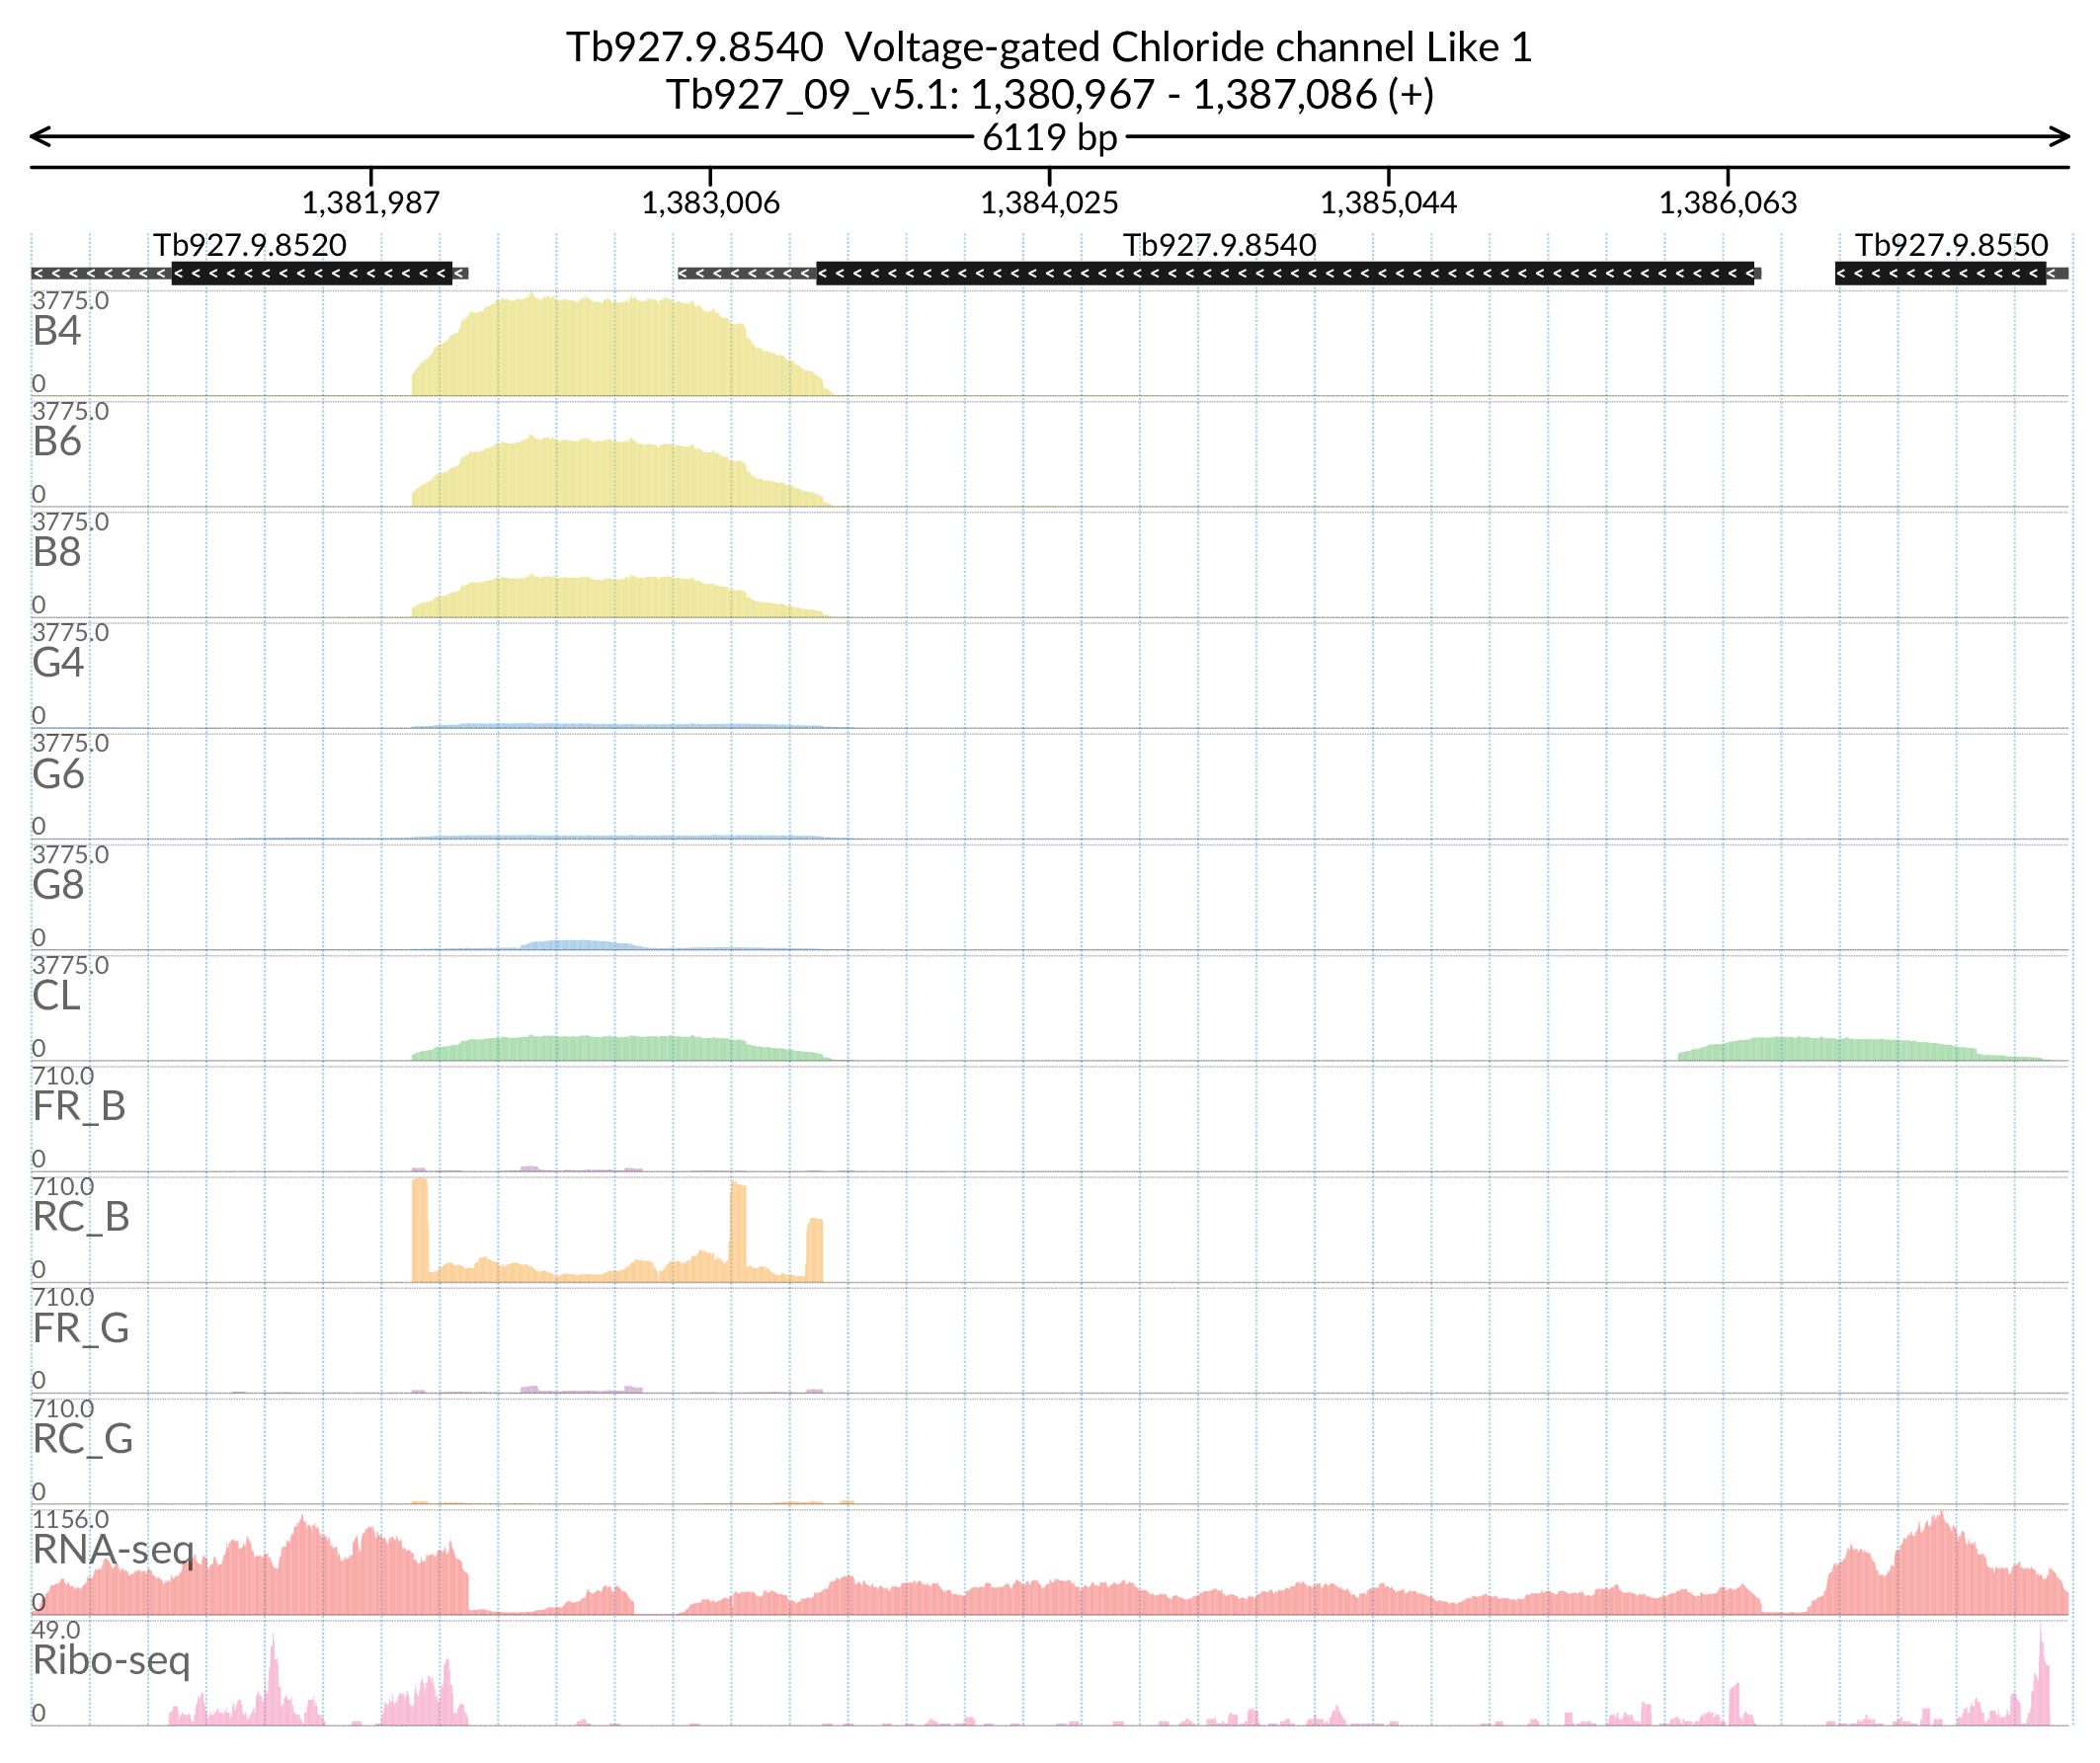 Tb927.9.8540  Voltage-gated Chloride channel Like 1
Tb927_09_v5.1: 1,380,967 - 1,387,086 (+)
6119 bp
1,381,987 1,383,006 1,384,025 1,385,044 1,386,063
Tb927.9.8520 Tb927.9.8540 Tb927.9.8550
3775.0
B4
0
3775.0
B6
0
3775.0
B8
0
3775.0
G4
0
3775.0
G6
0
3775.0
G8
0
3775.0
CL
0
710.0
FR_B
0
710.0
RC_B
0
710.0
FR_G
0
710.0
RC_G
0
1156.0
RNA-seq
0
49.0
Ribo-seq
0